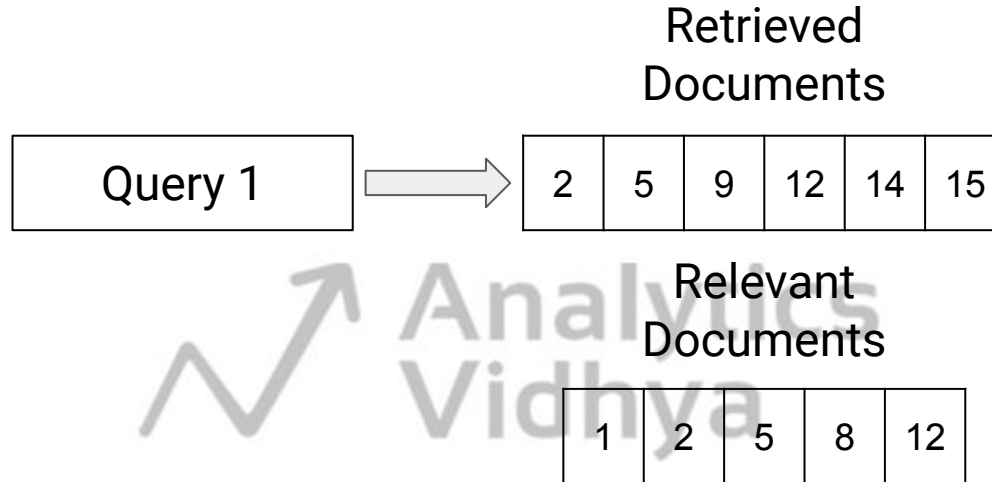 Retrieved
Documents
Query 1
2 5 9 12 14 15
Analytics
Vidhya
Relevant
Documents
1 2 5 8 12